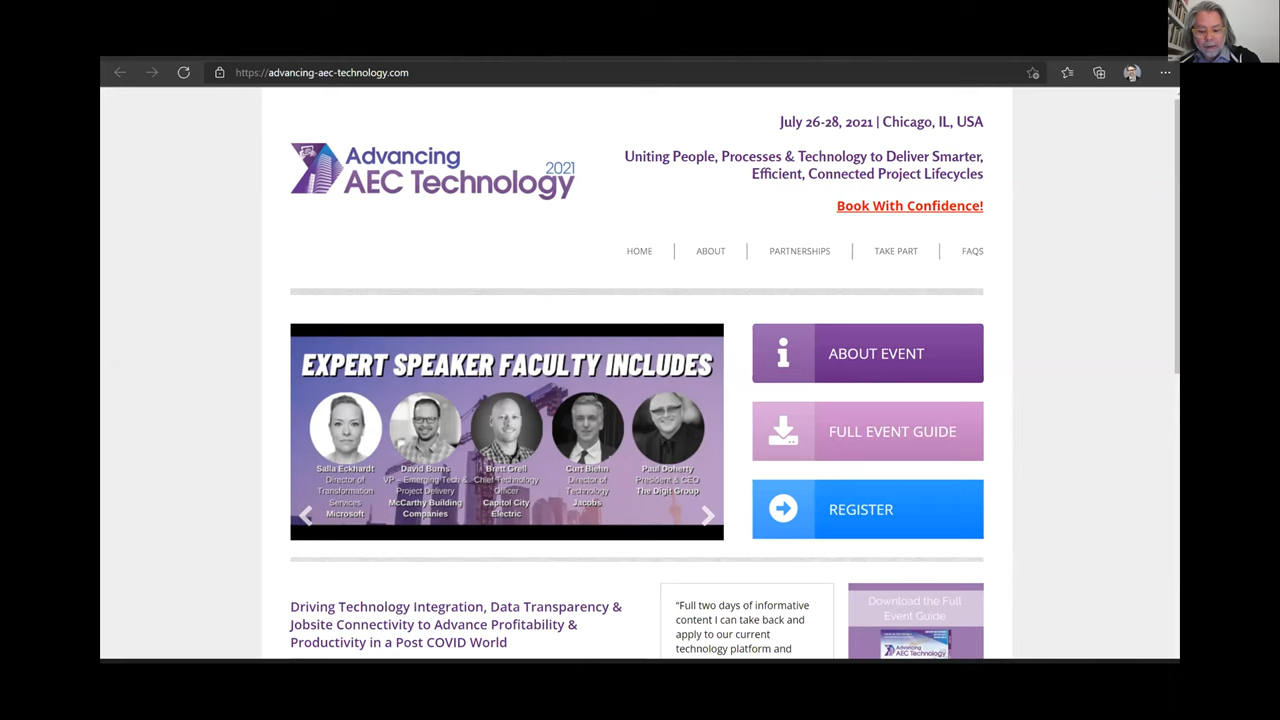 https://advancing-aec-technology.com
July 26-28, 2021 | Chicago, IL, USA
Advancing
2021
AEC Technology
Uniting People, Processes & Technology to Deliver Smarter,
Efficient, Connected Project Lifecycles
Book With Confidence!
HOME
ABOUT
PARTNERSHIPS
TAKE PART
FAQS
EXPERT SPEAKER FACULTY INCLUDES
Salla Eckhardt
Director of
Transformation
Services
Microsoft
David Burns
VP – Emerging Tech &
Project Delivery
McCarthy Building
Companies
Brett Grell
Chief Technology
Officer
Capitol City
Electric
Curt Biehn
Director of
Technology
Jacobs
Paul Doherty
President & CEO
The Digit Group
ABOUT EVENT
FULL EVENT GUIDE
REGISTER
Driving Technology Integration, Data Transparency &
Jobsite Connectivity to Advance Profitability &
Productivity in a Post COVID World
“Full two days of informative
content I can take back and
apply to our current
technology platform and
Download the Full
Event Guide
Advancing
AEC Technology